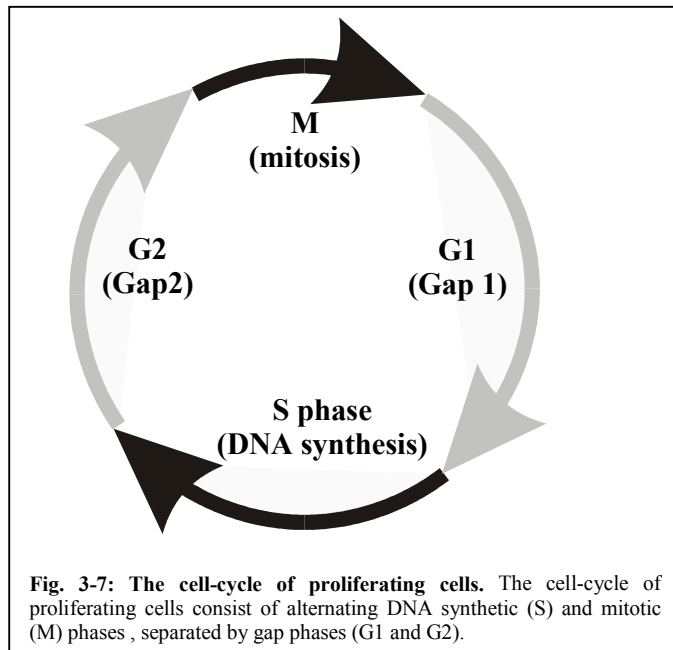 M
(mitosis)
G2
(Gap2)
G1
(Gap 1)
S phase
(DNA synthesis)
Fig. 3-7: The cell-cycle of proliferating cells. The cell-cycle of
proliferating cells consist of alternating DNA synthetic (S) and mitotic
(M) phases , separated by gap phases (G1 and G2).